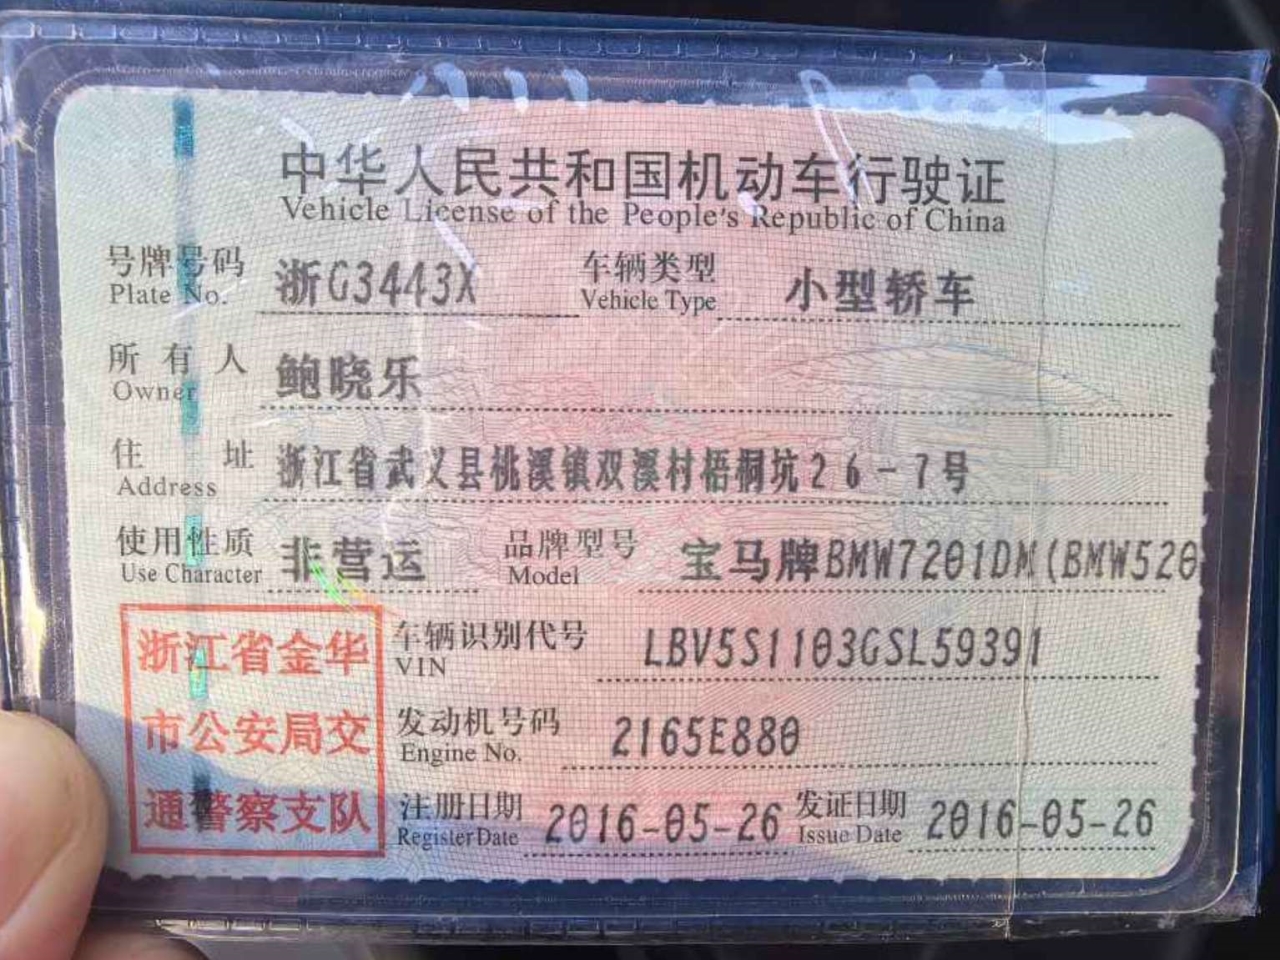 中华人民共和国机动车行驶证
Vehicle License of the People's Republic of China
号牌号码 浙G3443X 车辆类型 小型轿车
Plate No. Vehicle Type
所有人 鲍晓乐
Owner
住址 浙江省武义县桃溪镇双溪村梧桐坑26-7号
Address
使用性质 非营运 品牌型号 宝马牌BMW7201DM(BMW520
Use Character Model
浙江省金华
市公安局交
通警察支队
车辆识别代号 LBV5S1103GSL59391
VIN
发动机号码 2165E880
Engine No.
注册日期 2016-05-26 发证日期 2016-05-26
Register Date Issue Date